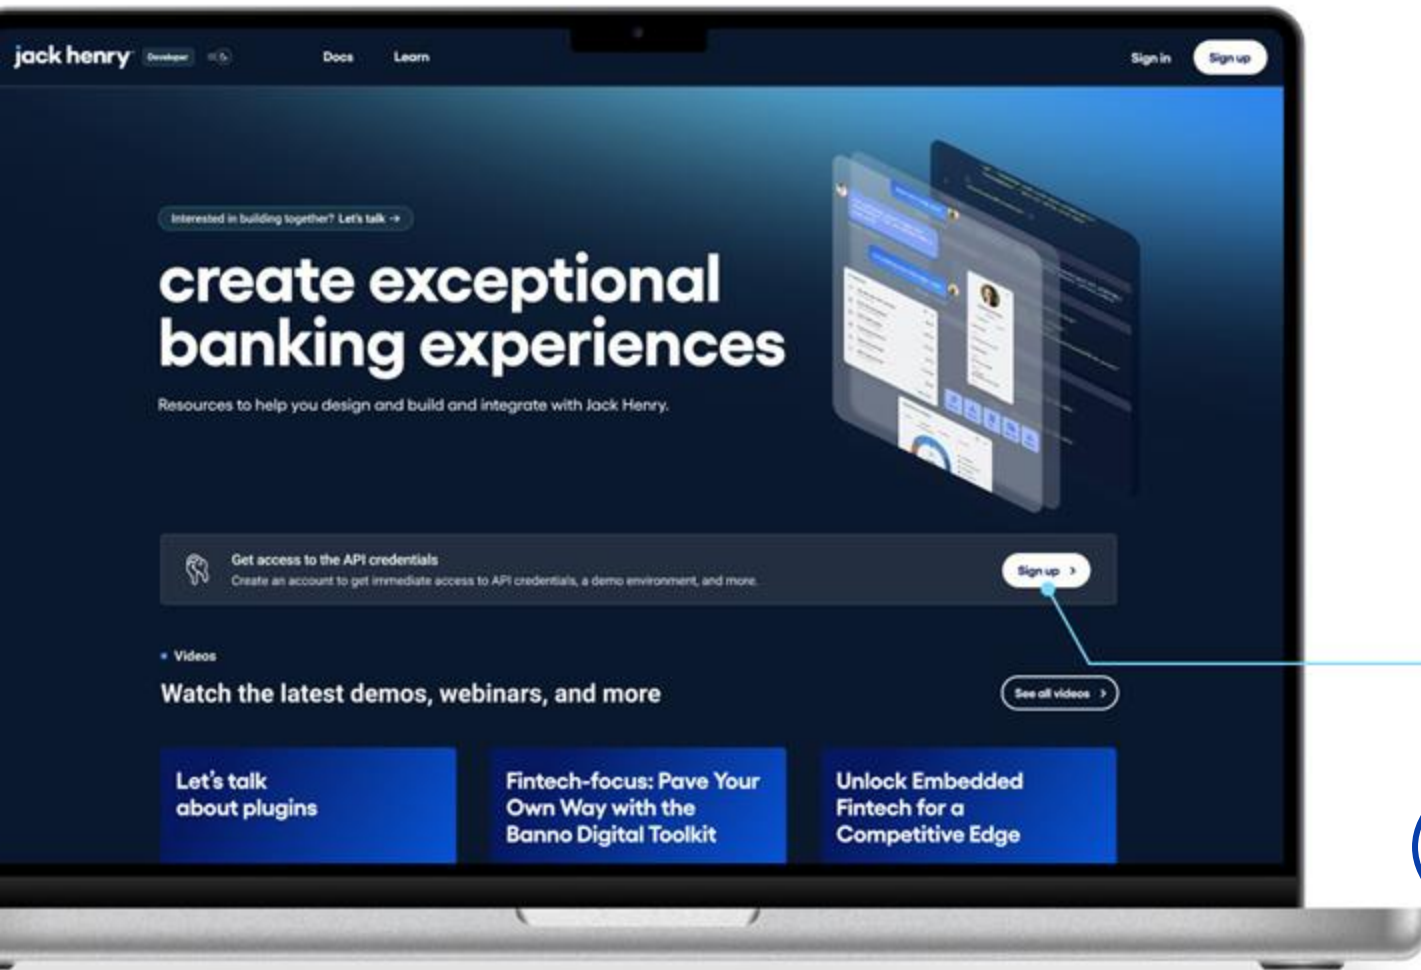 jack henry
Developer
Docs
Learn
Sign in
Sign up
Interested in building together? Let's talk →
create exceptional
banking experiences
Resources to help you design and build and integrate with Jack Henry.
Get access to the API credentials
Create an account to get immediate access to API credentials, a demo environment, and more.
Sign up >
Videos
Watch the latest demos, webinars, and more
See all videos >
Let's talk
about plugins
Fintech-focus: Pave Your
Own Way with the
Banno Digital Toolkit
Unlock Embedded
Fintech for a
Competitive Edge